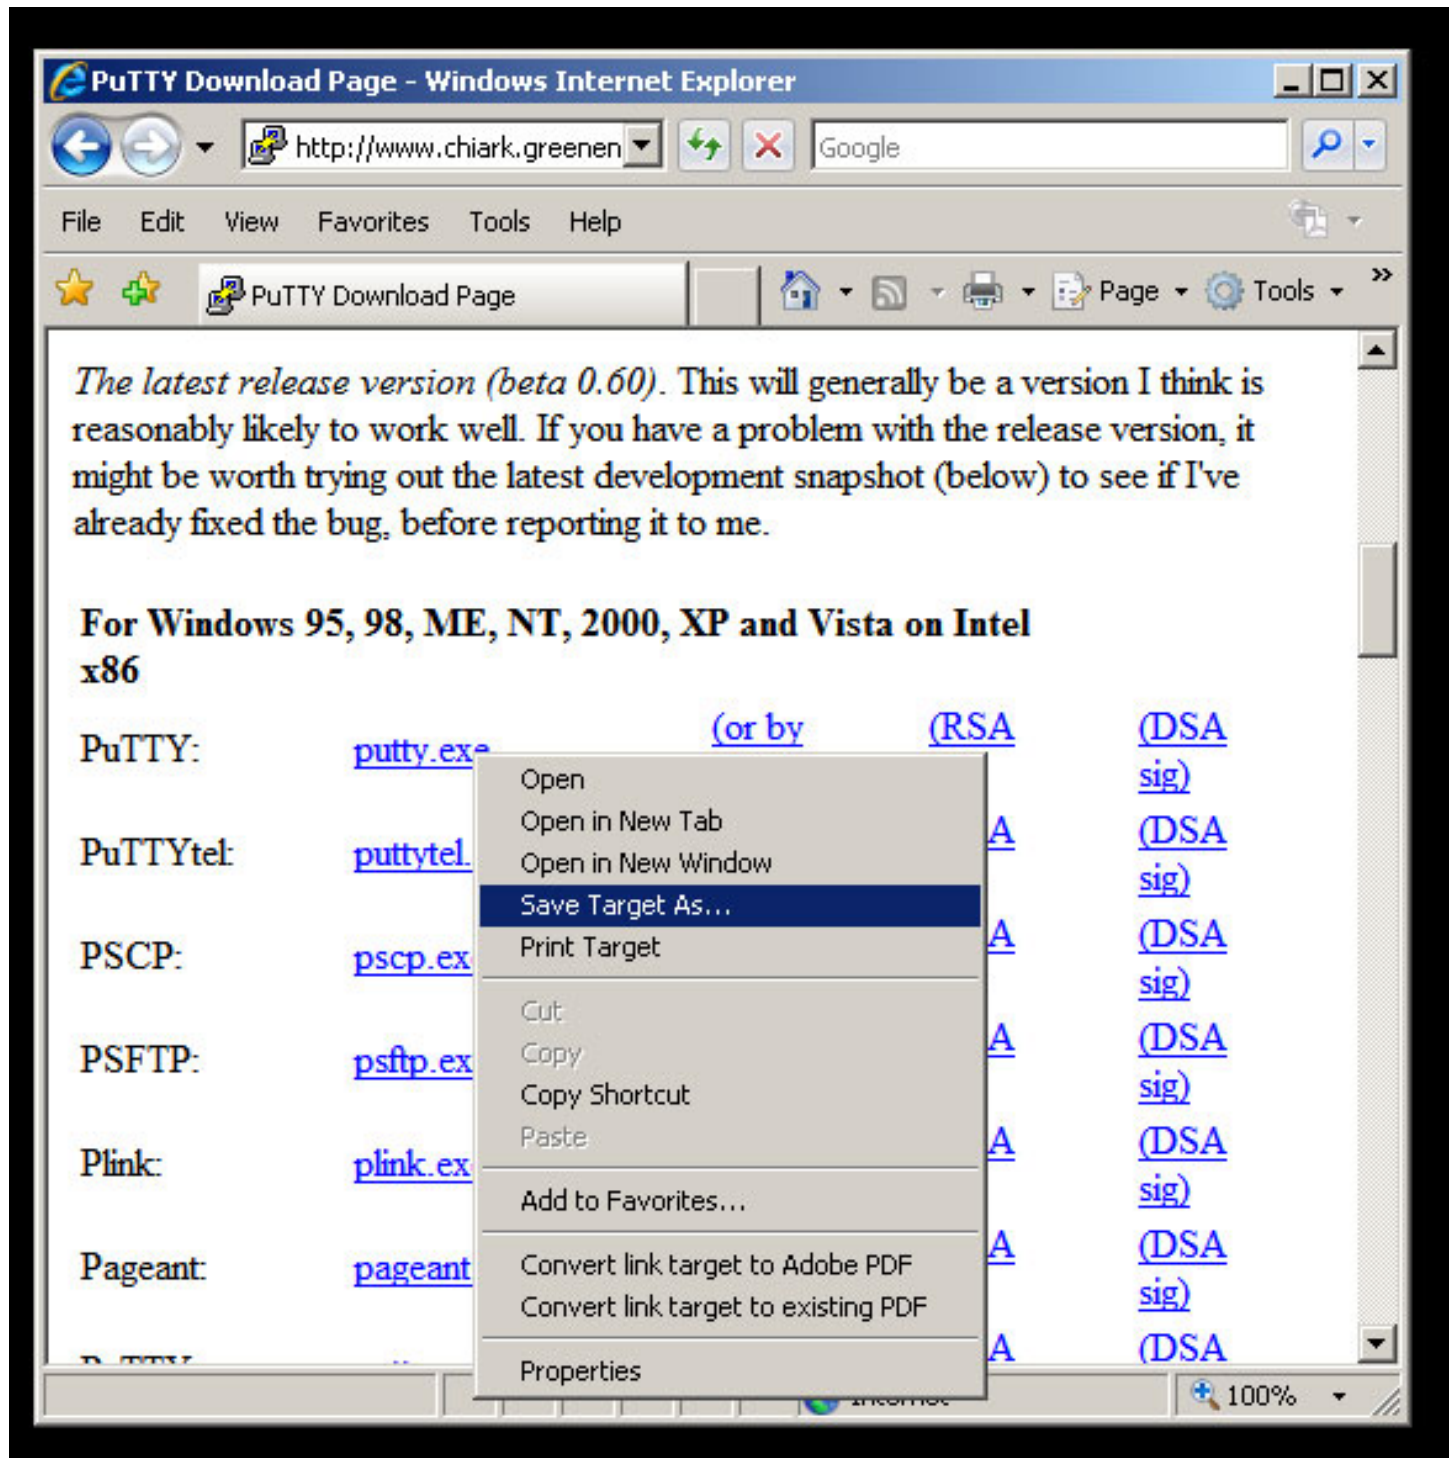 PuTTY Download Page - Windows Internet Explorer
http://www.chiark.greenen
Google
File Edit View Favorites Tools Help
PuTTY Download Page
Page Tools »
The latest release version (beta 0.60). This will generally be a version I think is
reasonably likely to work well. If you have a problem with the release version, it
might be worth trying out the latest development snapshot (below) to see if I've
already fixed the bug, before reporting it to me.
For Windows 95, 98, ME, NT, 2000, XP and Vista on Intel
x86
PuTTY: putty.exe (or by (RSA (DSA
sig)
PuTTYtel: puttytel. A (DSA
sig)
PSCP: pscp.ex A (DSA
sig)
PSFTP: psftp.ex A (DSA
sig)
Plink: plink.ex A (DSA
sig)
Pageant: pageant A (DSA
sig)
A (DSA
Open
Open in New Tab
Open in New Window
Save Target As...
Print Target
Cut
Copy
Copy Shortcut
Paste
Add to Favorites...
Convert link target to Adobe PDF
Convert link target to existing PDF
Properties
100%